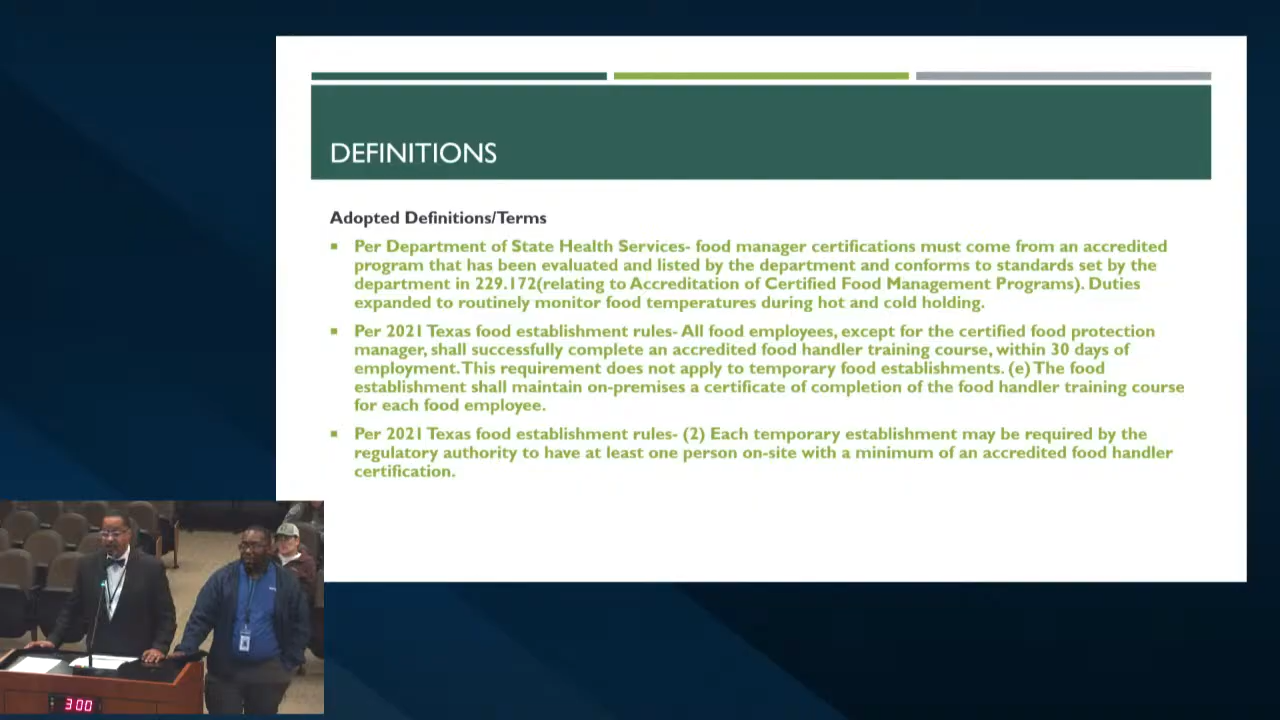 DEFINITIONS
Adopted Definitions/Terms
Per Department of State Health Services- food manager certifications must come from an accredited
program that has been evaluated and listed by the department and conforms to standards set by the
department in 229.172(relating to Accreditation of Certified Food Management Programs). Duties
expanded to routinely monitor food temperatures during hot and cold holding.
Per 2021 Texas food establishment rules- All food employees, except for the certified food protection
manager, shall successfully complete an accredited food handler training course, within 30 days of
employment. This requirement does not apply to temporary food establishments. (e) The food
establishment shall maintain on-premises a certificate of completion of the food handler training course
for each food employee.
Per 2021 Texas food establishment rules- (2) Each temporary establishment may be required by the
regulatory authority to have at least one person on-site with a minimum of an accredited food handler
certification.
3:00